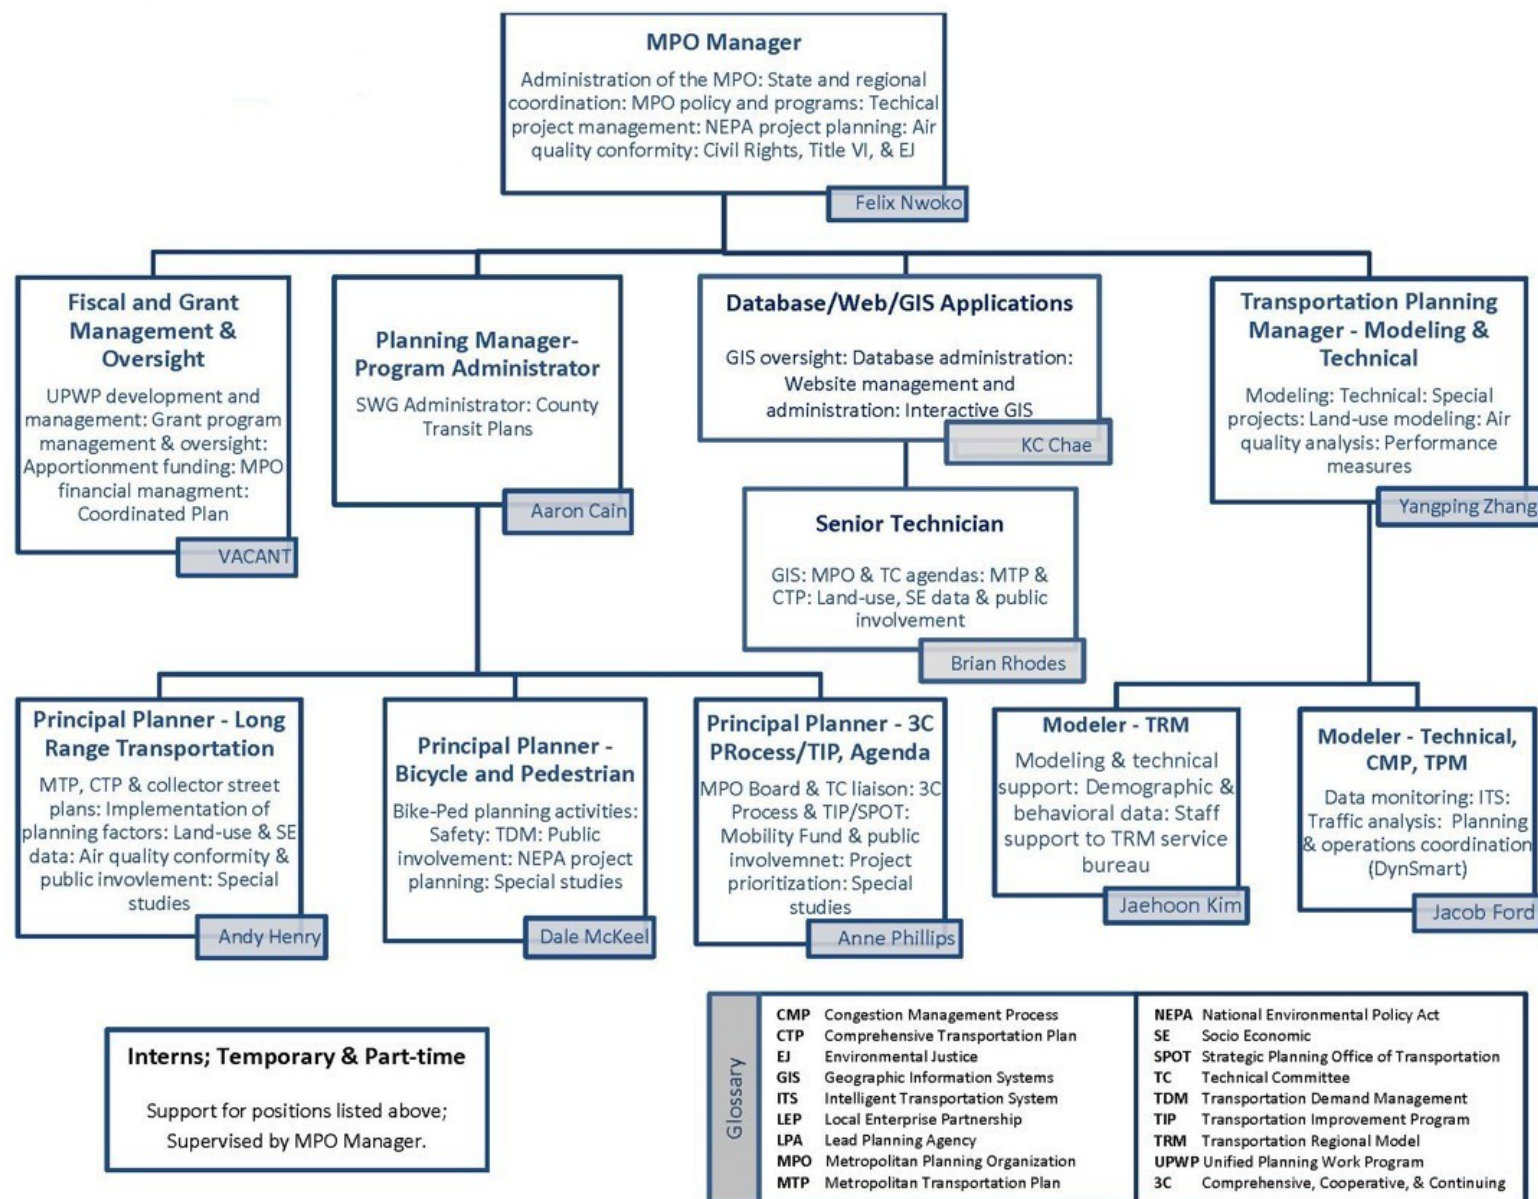 MPO Manager
Administration of the MPO: State and regional
coordination: MPO policy and programs: Techical
project management: NEPA project planning: Air
quality conformity: Civil Rights, Title VI, & EJ
Felix Nwoko
Fiscal and Grant
Management &
Oversight
UPWP development and
management: Grant program
management & oversight:
Apportionment funding: MPO
financial managment:
Coordinated Plan
VACANT
Planning Manager-
Program Administrator
SWG Administrator: County
Transit Plans
Aaron Cain
Database/Web/GIS Applications
GIS oversight: Database administration:
Website management and
administration: Interactive GIS
KC Chae
Transportation Planning
Manager - Modeling &
Technical
Modeling: Technical: Special
projects: Land-use modeling: Air
quality analysis: Performance
measures
Yangping Zhang
Senior Technician
GIS: MPO & TC agendas: MTP &
CTP: Land-use, SE data & public
involvement
Brian Rhodes
Principal Planner - Long
Range Transportation
MTP, CTP & collector street
plans: Implementation of
planning factors: Land-use & SE
data: Air quality conformity &
public invovlement: Special
studies
Andy Henry
Principal Planner -
Bicycle and Pedestrian
Bike-Ped planning activities:
Safety: TDM: Public
involvement: NEPA project
planning: Special studies
Dale McKeel
Principal Planner - 3C
PRocess/TIP, Agenda
MPO Board & TC liaison: 3C
Process & TIP/SPOT:
Mobility Fund & public
involvemnet: Project
prioritization: Special
studies
Anne Phillips
Modeler - TRM
Modeling & technical
support: Demographic &
behavioral data: Staff
support to TRM service
bureau
Jaehoon Kim
Modeler - Technical,
CMP, TPM
Data monitoring: ITS:
Traffic analysis: Planning
& operations coordination
(DynSmart)
Jacob Ford
Interns; Temporary & Part-time
Support for positions listed above;
Supervised by MPO Manager.
Glossary
CMP Congestion Management Process
CTP Comprehensive Transportation Plan
EJ Environmental Justice
GIS Geographic Information Systems
ITS Intelligent Transportation System
LEP Local Enterprise Partnership
LPA Lead Planning Agency
MPO Metropolitan Planning Organization
MTP Metropolitan Transportation Plan
NEPA National Environmental Policy Act
SE Socio Economic
SPOT Strategic Planning Office of Transportation
TC Technical Committee
TDM Transportation Demand Management
TIP Transportation Improvement Program
TRM Transportation Regional Model
UPWP Unified Planning Work Program
3C Comprehensive, Cooperative, & Continuing